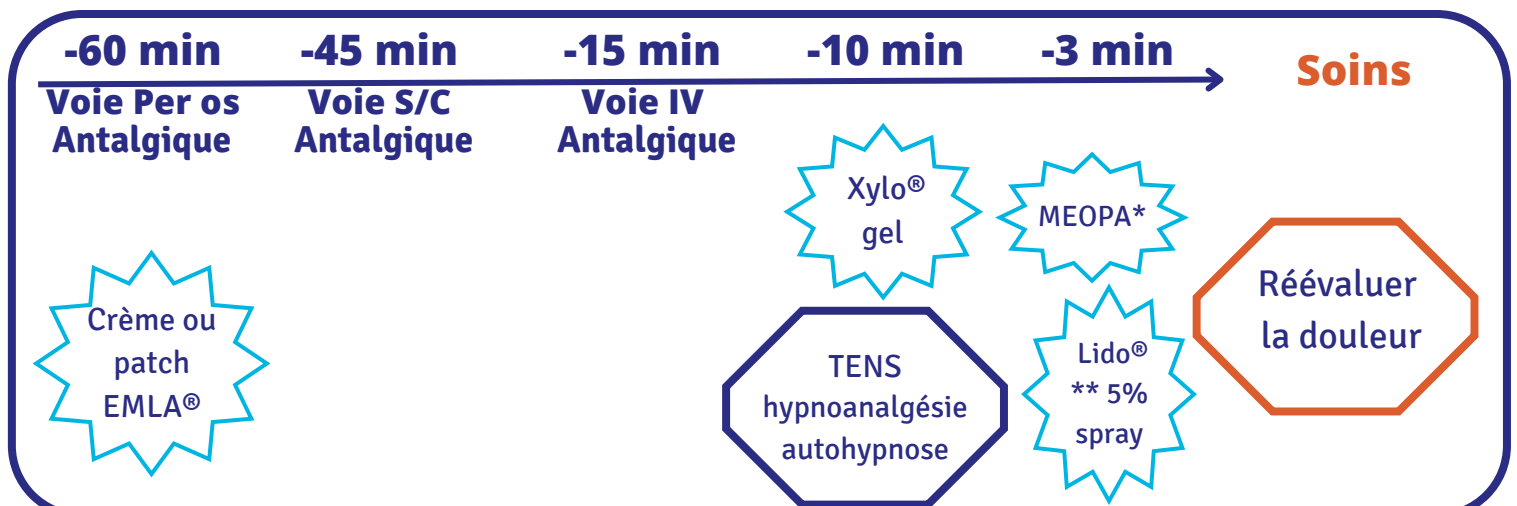 -60 min -45 min -15 min -10 min -3 min Soins
Voie Per os
Antalgique
Voie S/C
Antalgique
Voie IV
Antalgique
Crème ou
patch
EMLA®
Xylo®
gel
TENS
hypnoanalgésie
autohypnose
MEOPA*
Lido®
** 5%
spray
Réévaluer
la douleur